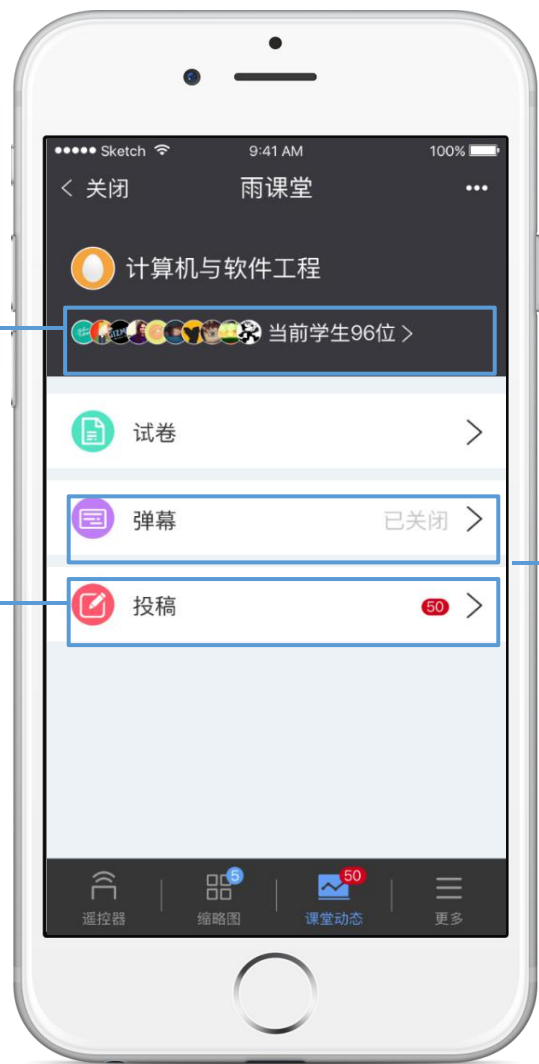 Sketch 9:41 AM 100%
< 关闭 雨课堂 •••
计算机与软件工程
当前学生96位 >
试卷
弹幕 已关闭
投稿 50
5 50
遥控器 缩略图 课堂动态 更多